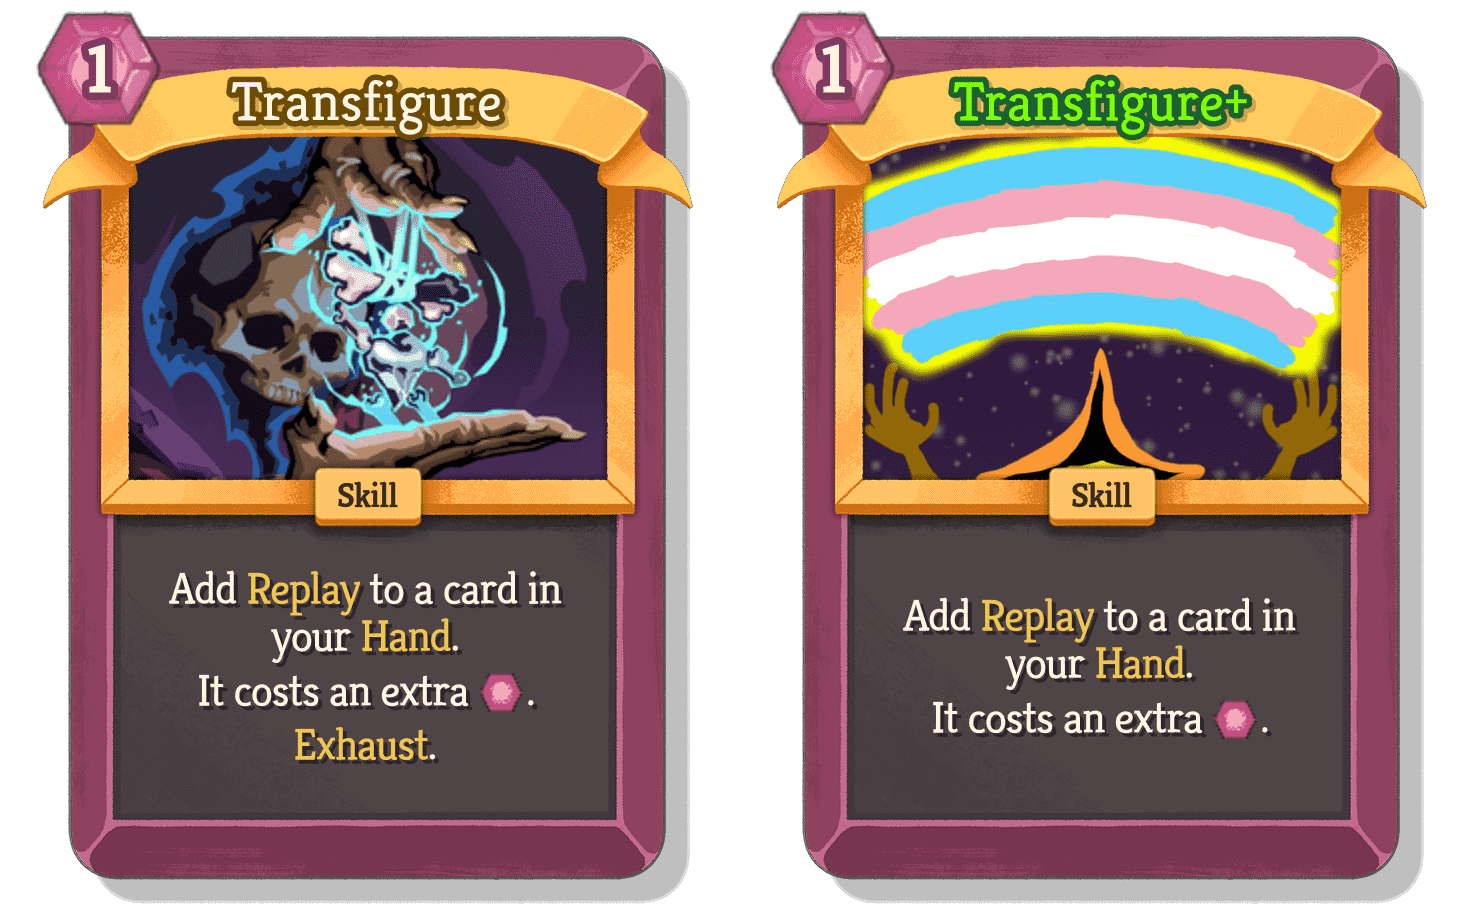 1
Transfigure
Skill
Add Replay to a card in
your Hand.
It costs an extra .
Exhaust.
1
Transfigure+
Skill
Add Replay to a card in
your Hand.
It costs an extra .